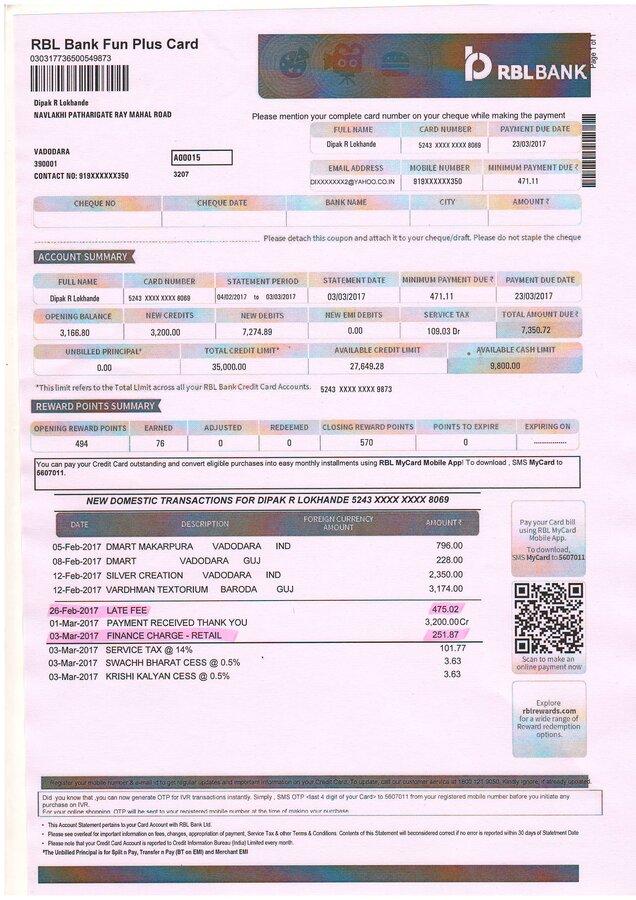 RBL Bank Fun Plus Card
030317736500549873
RBLBANK
Page 1 of 1
Dipak R Lokhande
NAVLAKHI PATHARIGATE RAY MAHAL ROAD
VADODARA
390001
CONTACT NO: 919XXXXXX350
A00015
3207
Please mention your complete card number on your cheque while making the payment
FULL NAME CARD NUMBER PAYMENT DUE DATE
Dipak R Lokhande 5243 XXXX XXXX 8069 23/03/2017
EMAIL ADDRESS MOBILE NUMBER MINIMUM PAYMENT DUE ₹
DIXXXXXXX2@YAHOO.CO.IN 919XXXXXX350 471.11
CHEQUE NO CHEQUE DATE BANK NAME CITY AMOUNT ₹
Please detach this coupon and attach it to your cheque/draft. Please do not staple the cheque
ACCOUNT SUMMARY
FULL NAME CARD NUMBER STATEMENT PERIOD STATEMENT DATE MINIMUM PAYMENT DUE ₹ PAYMENT DUE DATE
Dipak R Lokhande 5243 XXXX XXXX 8069 04/02/2017 to 03/03/2017 03/03/2017 471.11 23/03/2017
OPENING BALANCE NEW CREDITS NEW DEBITS NEW EMI DEBITS SERVICE TAX TOTAL AMOUNT DUE ₹
3,166.80 3,200.00 7,274.89 0.00 109.03 Dr 7,350.72
UNBILLED PRINCIPAL* TOTAL CREDIT LIMIT* AVAILABLE CREDIT LIMIT AVAILABLE CASH LIMIT
0.00 35,000.00 27,649.28 9,800.00
*This limit refers to the Total Limit across all your RBL Bank Credit Card Accounts. 5243 XXXX XXXX 9873
REWARD POINTS SUMMARY
OPENING REWARD POINTS EARNED ADJUSTED REDEEMED CLOSING REWARD POINTS POINTS TO EXPIRE EXPIRING ON
494 76 0 0 570 0 --------------
You can pay your Credit Card outstanding and convert eligible purchases into easy monthly installments using RBL MyCard Mobile App! To download , SMS MyCard to
5607011.
NEW DOMESTIC TRANSACTIONS FOR DIPAK R LOKHANDE 5243 XXXX XXXX 8069
DATE DESCRIPTION FOREIGN CURRENCY AMOUNT AMOUNT ₹
05-Feb-2017 DMART MAKARPURA VADODARA IND 796.00
08-Feb-2017 DMART VADODARA GUJ 228.00
12-Feb-2017 SILVER CREATION VADODARA IND 2,350.00
12-Feb-2017 VARDHMAN TEXTORIUM BARODA GUJ 3,174.00
26-Feb-2017 LATE FEE 475.02
01-Mar-2017 PAYMENT RECEIVED THANK YOU 3,200.00Cr
03-Mar-2017 FINANCE CHARGE - RETAIL 251.87
03-Mar-2017 SERVICE TAX @ 14% 101.77
03-Mar-2017 SWACHH BHARAT CESS @ 0.5% 3.63
03-Mar-2017 KRISHI KALYAN CESS @ 0.5% 3.63
Pay your Card bill
using RBL MyCard
Mobile App.
To download,
SMS MyCard to 5607011
Scan to make an
online payment now
Explore
rblrewards.com
for a wide range of
Reward redemption
options.
Register your mobile number & e-mail id to get regular updates and important information on your Credit Card. To update, call our customer service at 1800 121 9050. Kindly ignore, if already updated.
Did you know that ,you can now generate OTP for IVR transactions instantly. Simply , SMS OTP <last 4 digit of your Card> to 5607011 from your registered mobile number before you initiate any
purchase on IVR.
For your online shopping, OTP will be sent to your registered mobile number at the time of making your purchase.
• This Account Statement pertains to your Card Account with RBL Bank Ltd.
• Please see overleaf for important information on fees, changes, appropriation of payment, Service Tax & other Terms & Conditions. Contents of this Statement will beconsidered correct if no error is reported within 30 days of Statetment Date
• Please note that your Credit Card Account is reported to Credit Information Bureau (India) Limited every month.
*The Unbilled Principal is for Split n Pay, Transfer n Pay (BT on EMI) and Merchant EMI